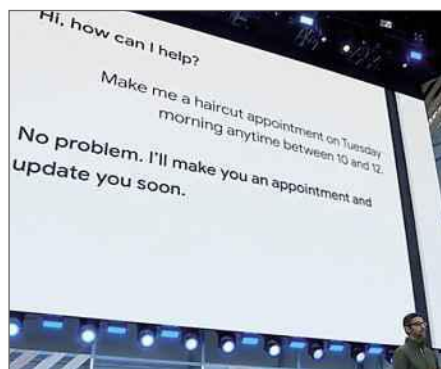 Hi, how can I help?
Make me a haircut appointment on Tuesday
morning anytime between 10 and 12.
No problem. I'll make you an appointment and
update you soon.